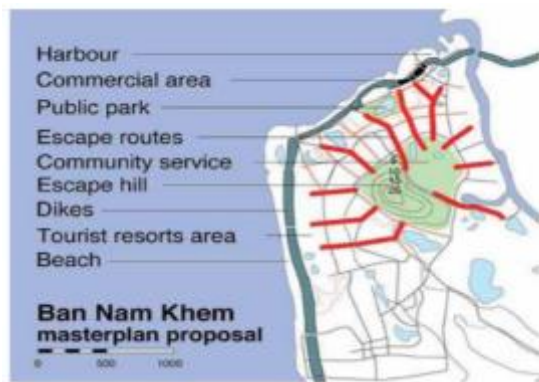 Harbour
Commercial area
Public park
Escape routes
Community service
Escape hill
Dikes
Tourist resorts area
Beach
Ban Nam Khem
masterplan proposal
0 500 1000